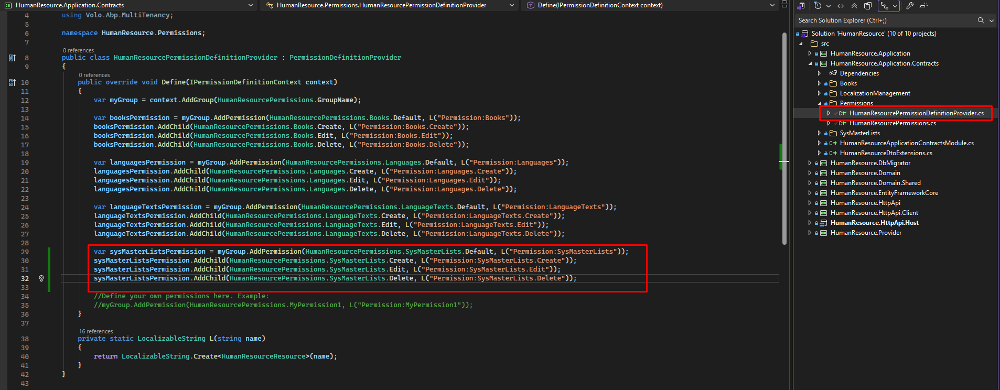 HumanResource.Application.Contracts
HumanResource.Permissions.HumanResourcePermissionDefinitionProvider
Define(IPermissionDefinitionContext context)
4 using Volo.Abp.MultiTenancy;
5
6 namespace HumanResource.Permissions;
7
0 references
8 public class HumanResourcePermissionDefinitionProvider : PermissionDefinitionProvider
9 {
0 references
10 public override void Define(IPermissionDefinitionContext context)
11 {
12 var myGroup = context.AddGroup(HumanResourcePermissions.GroupName);
13
14 var booksPermission = myGroup.AddPermission(HumanResourcePermissions.Books.Default, L("Permission:Books"));
15 booksPermission.AddChild(HumanResourcePermissions.Books.Create, L("Permission:Books.Create"));
16 booksPermission.AddChild(HumanResourcePermissions.Books.Edit, L("Permission:Books.Edit"));
17 booksPermission.AddChild(HumanResourcePermissions.Books.Delete, L("Permission:Books.Delete"));
18
19 var languagesPermission = myGroup.AddPermission(HumanResourcePermissions.Languages.Default, L("Permission:Languages"));
20 languagesPermission.AddChild(HumanResourcePermissions.Languages.Create, L("Permission:Languages.Create"));
21 languagesPermission.AddChild(HumanResourcePermissions.Languages.Edit, L("Permission:Languages.Edit"));
22 languagesPermission.AddChild(HumanResourcePermissions.Languages.Delete, L("Permission:Languages.Delete"));
23
24 var languageTextsPermission = myGroup.AddPermission(HumanResourcePermissions.LanguageTexts.Default, L("Permission:LanguageTexts"));
25 languageTextsPermission.AddChild(HumanResourcePermissions.LanguageTexts.Create, L("Permission:LanguageTexts.Create"));
26 languageTextsPermission.AddChild(HumanResourcePermissions.LanguageTexts.Edit, L("Permission:LanguageTexts.Edit"));
27 languageTextsPermission.AddChild(HumanResourcePermissions.LanguageTexts.Delete, L("Permission:LanguageTexts.Delete"));
28
29 var sysMasterListsPermission = myGroup.AddPermission(HumanResourcePermissions.SysMasterLists.Default, L("Permission:SysMasterLists"));
30 sysMasterListsPermission.AddChild(HumanResourcePermissions.SysMasterLists.Create, L("Permission:SysMasterLists.Create"));
31 sysMasterListsPermission.AddChild(HumanResourcePermissions.SysMasterLists.Edit, L("Permission:SysMasterLists.Edit"));
32 sysMasterListsPermission.AddChild(HumanResourcePermissions.SysMasterLists.Delete, L("Permission:SysMasterLists.Delete"));
33
34 //Define your own permissions here. Example:
35 //myGroup.AddPermission(HumanResourcePermissions.MyPermission1, L("Permission:MyPermission1"));
36 }
37
16 references
38 private static LocalizableString L(string name)
39 {
40 return LocalizableString.Create<HumanResourceResource>(name);
41 }
42 }
43
Search Solution Explorer (Ctrl+;)
Solution 'HumanResource' (10 of 10 projects)
src
C# HumanResource.Application
C# HumanResource.Application.Contracts
Dependencies
Books
LocalizationManagement
Permissions
C# HumanResourcePermissionDefinitionProvider.cs
C# HumanResourcePermissions.cs
SysMasterLists
C# HumanResourceApplicationContractsModule.cs
C# HumanResourceDtoExtensions.cs
C# HumanResource.DbMigrator
C# HumanResource.Domain
C# HumanResource.Domain.Shared
C# HumanResource.EntityFrameworkCore
C# HumanResource.HttpApi
C# HumanResource.HttpApi.Client
HumanResource.HttpApi.Host
C# HumanResource.Provider